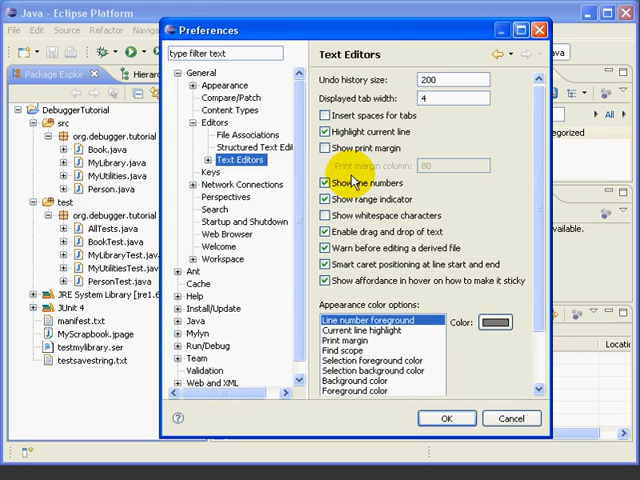 Java - Eclipse Platform
File
Edit
Preferences
Java
type filter text
Text Editors
Package Explor
Hierar
General
Appearance
Compare/Patch
Content Types
Editors
File Associations
Structured Text Edi
Text Editors
Keys
Network Connections
Perspectives
Search
Startup and Shutdown
Web Browser
Welcome
Workspace
Ant
Cache
Help
Install/Update
Java
Mylyn
Run/Debug
Team
Validation
Web and XML
DebuggerTutorial
src
org.debugger.tutorial
Book.java
MyLibrary.java
MyUtilities.java
Person.java
test
org.debugger.tutorial
AllTests.java
BookTest.java
MyLibraryTest.java
MyUtilitiesTest.java
PersonTest.java
JRE System Library [jre1.6
JUnit 4
manifest.txt
MyScrapbook.jpage
testmylibrary.ser
testsavestring.txt
Undo history size:
200
Displayed tab width:
4
Insert spaces for tabs
Highlight current line
Show print margin
Print margin column:
80
Show line numbers
Show range indicator
Show whitespace characters
Enable drag and drop of text
Warn before editing a derived file
Smart caret positioning at line start and end
Show affordance in hover on how to make it sticky
Appearance color options:
Line number foreground
Current line highlight
Print margin
Find scope
Selection foreground color
Selection background color
Background color
Foreground color
Color:
OK
Cancel
All
Activate...
egorized
available.
Locatio